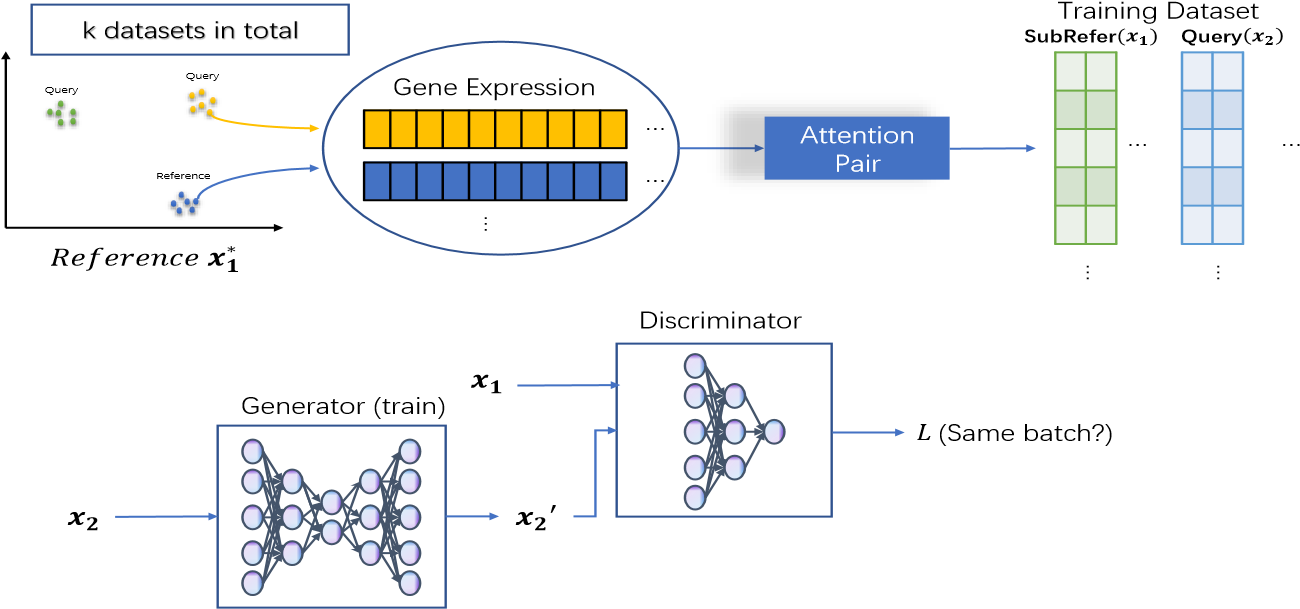 k datasets in total
Query
Query
Reference
Reference x₁*
Gene Expression
...
...
...
Attention
Pair
Training Dataset
SubRefer(x₁) Query(x₂)
...
...
...
...
Discriminator
x₁
Generator (train)
L (Same batch?)
x₂
x₂′